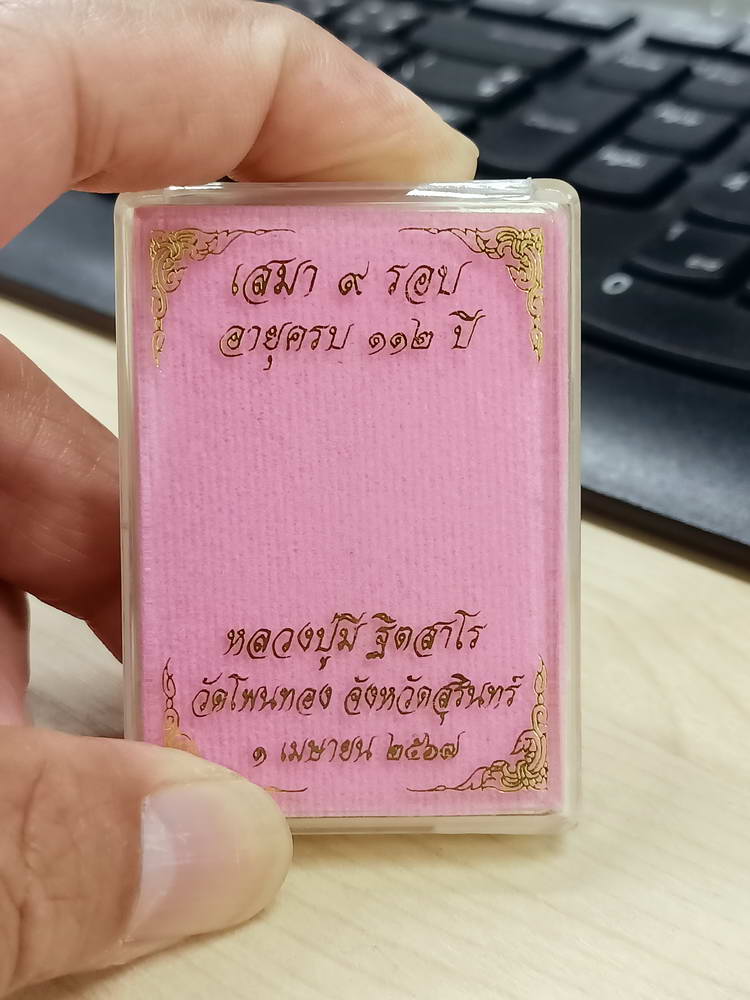 เสมา ๙ รอบ
อายุครบ ๑๑๒ ปี
หลวงปู่มี ฐิตสาโร
วัดโพนทอง จังหวัดสุรินทร์
๑ เมษายน ๒๕๖๗